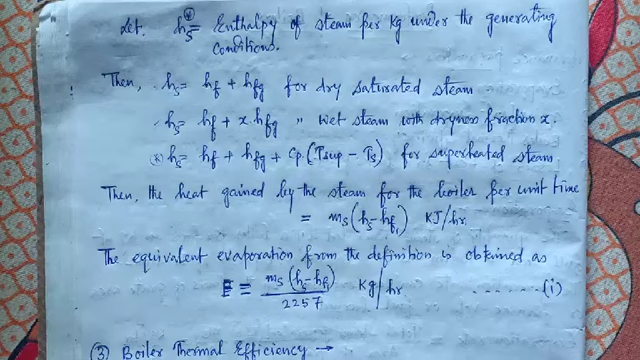 Let. hs = Enthalpy of steam per Kg under the generating
Conditions.
Then, hs = hf + hfg for dry saturated steam
hs = hf + x.hfg " wet steam with dryness fraction x.
(*) hs = hf + hfg + Cp (Tsup - Ts) for superheated steam
Then, the heat gained by the steam for the boiler per unit time
= ms (hs - hf1) KJ/hr
The equivalent evaporation from the definition is obtained as
E = ms (hs - hf1) / 2257 Kg/hr ....... (i)
(3) Boiler Thermal Efficiency →